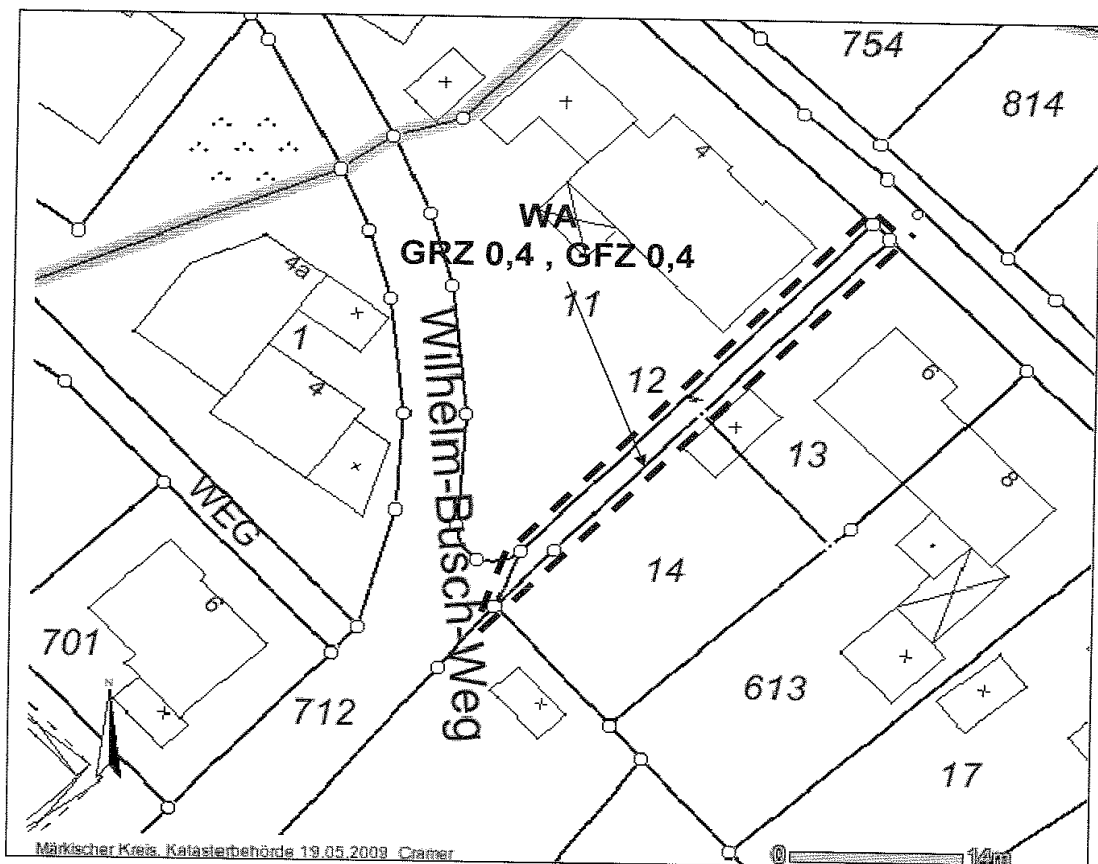 754
814
4
WA
GRZ 0,4 , GFZ 0,4
4a
11
1
4
12
6
13
Wilhelm-Busch-Weg
8
WEG
14
6
701
N
712
613
17
Märkischer Kreis, Katasterbehörde 19.05.2009 Cramer
0 14m